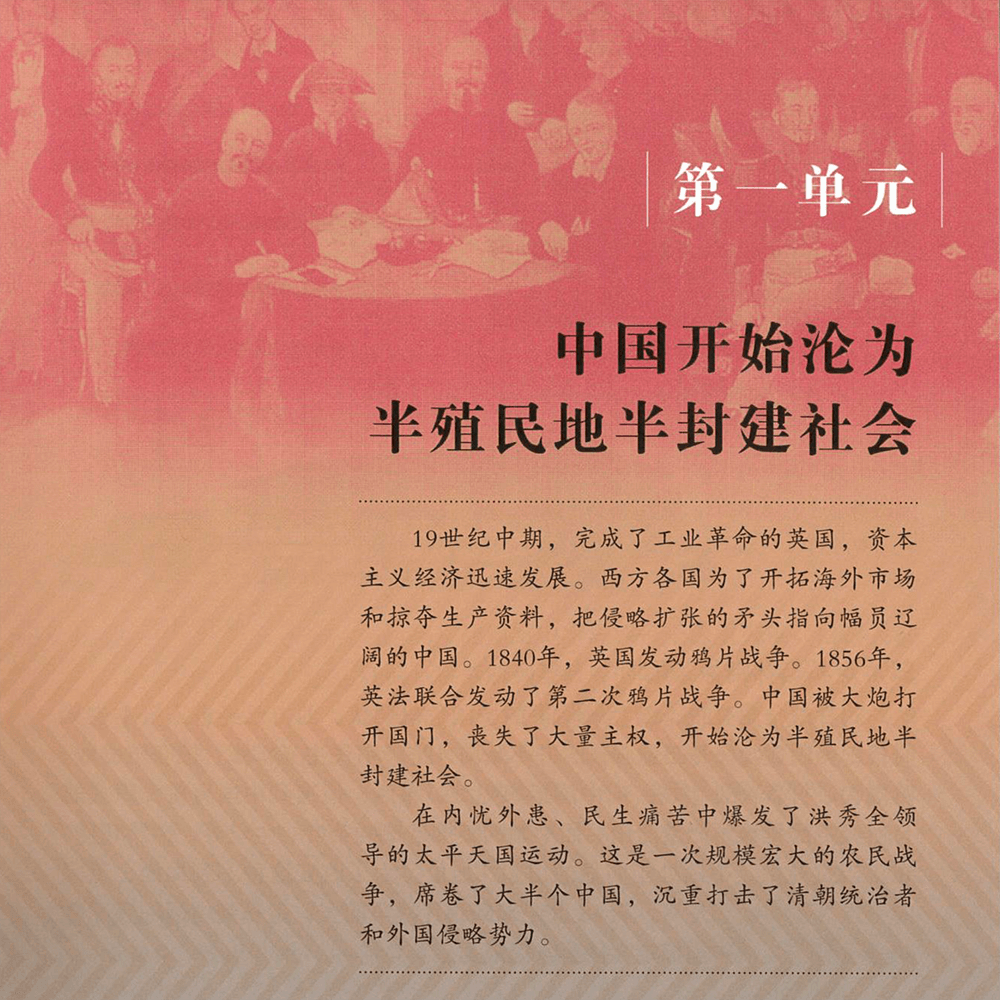 第一单元
中国开始沦为
半殖民地半封建社会
19世纪中期，完成了工业革命的英国，资本
主义经济迅速发展。西方各国为了开拓海外市场
和掠夺生产资料，把侵略扩张的矛头指向幅员辽
阔的中国。1840年，英国发动鸦片战争。1856年，
英法联合发动了第二次鸦片战争。中国被大炮打
开国门，丧失了大量主权，开始沦为半殖民地半
封建社会。
在内忧外患、民生痛苦中爆发了洪秀全领
导的太平天国运动。这是一次规模宏大的农民战
争，席卷了大半个中国，沉重打击了清朝统治者
和外国侵略势力。